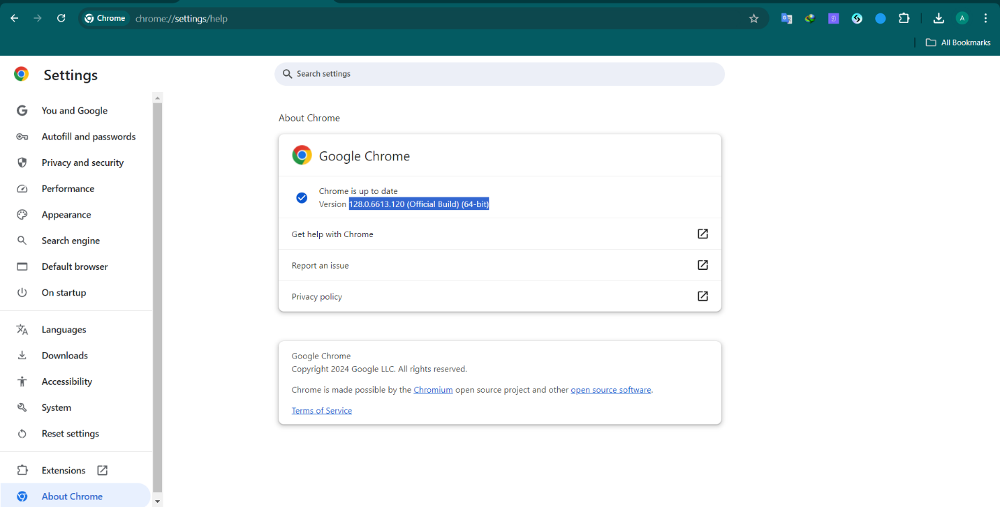 Chrome
chrome://settings/help
A
All Bookmarks
Settings
Search settings
You and Google
Autofill and passwords
Privacy and security
Performance
Appearance
Search engine
Default browser
On startup
Languages
Downloads
Accessibility
System
Reset settings
Extensions
About Chrome
About Chrome
Google Chrome
Chrome is up to date
Version 128.0.6613.120 (Official Build) (64-bit)
Get help with Chrome
Report an issue
Privacy policy
Google Chrome
Copyright 2024 Google LLC. All rights reserved.
Chrome is made possible by the Chromium open source project and other open source software.
Terms of Service